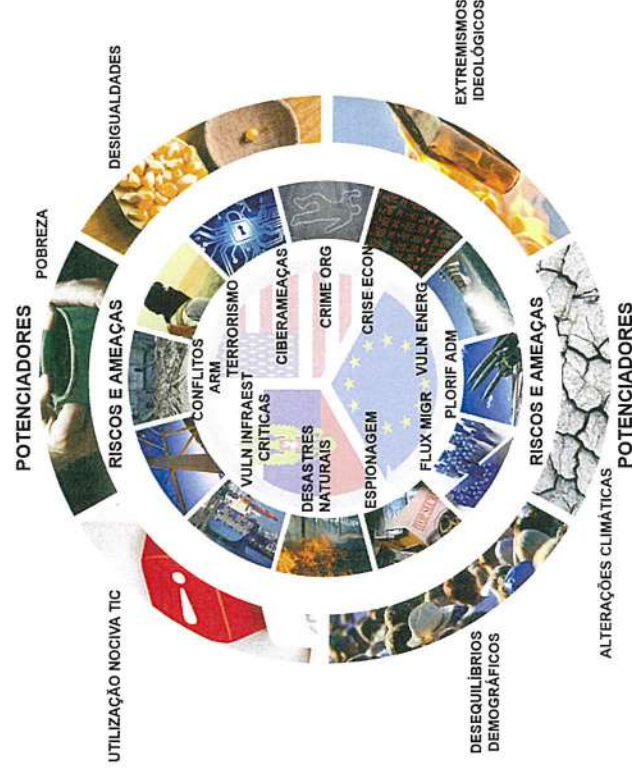 POTENCIADORES
POBREZA
DESIGUALDADES
UTILIZAÇÃO NOCIVA TIC
RISCOS E AMEAÇAS
CONFLITOS
ARM
TERRORISMO
VULN INFRAEST
CRITICAS
CIBERAMEAÇAS
DESASTRES
NATURAIS
CRIME ORG
ESPIONAGEM
CRISE ECON
FLUX MIGR
VULN ENERG
PLORIF ADM
RISCOS E AMEAÇAS
EXTREMISMOS
IDEOLÓGICOS
DESEQUILÍBRIOS
DEMOGRÁFICOS
ALTERAÇÕES CLIMÁTICAS
POTENCIADORES